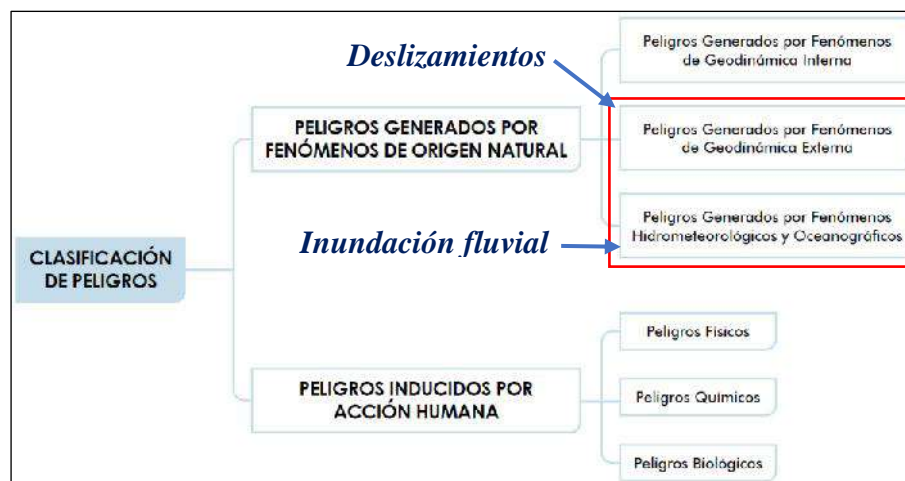 Deslizamientos
Peligros Generados por Fenómenos
de Geodinámica Interna
PELIGROS GENERADOS POR
FENÓMENOS DE ORIGEN NATURAL
Peligros Generados por Fenómenos
de Geodinámica Externa
Inundación fluvial
Peligros Generados por Fenómenos
Hidrometeorológicos y Oceanográficos
CLASIFICACIÓN
DE PELIGROS
PELIGROS INDUCIDOS POR
ACCIÓN HUMANA
Peligros Físicos
Peligros Químicos
Peligros Biológicos